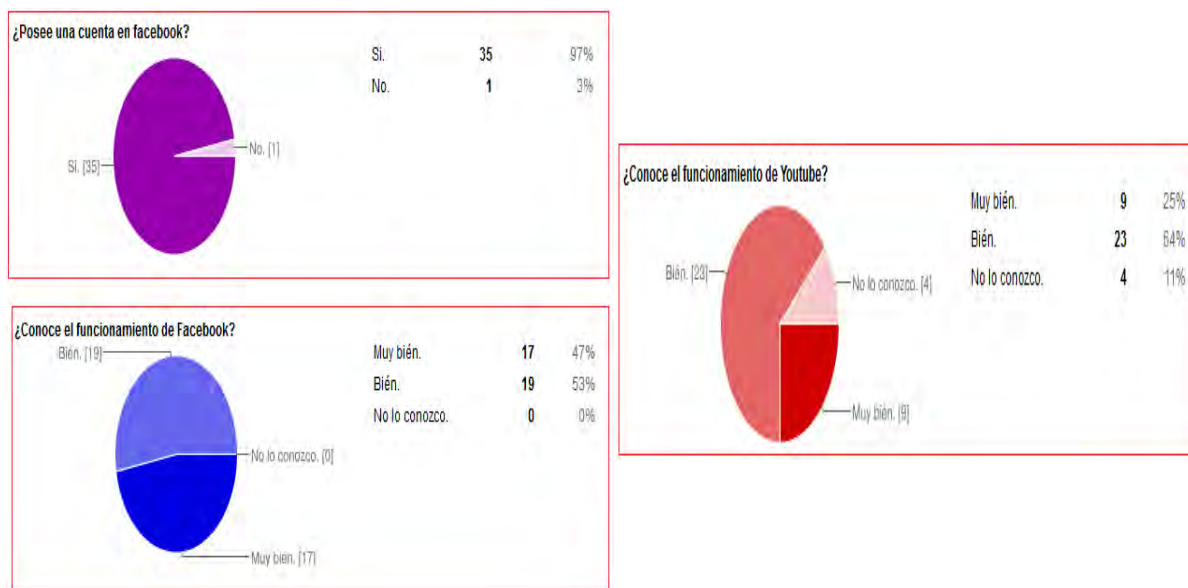 ¿Posee una cuenta en facebook?
Si. 35 97%
No. 1 3%
No. [1]
Si. [35]
¿Conoce el funcionamiento de Facebook?
Bién. [19]
Muy bién. 17 47%
Bién. 19 53%
No lo conozco. 0 0%
No lo conozco. [0]
Muy bién. [17]
¿Conoce el funcionamiento de Youtube?
Muy bién. 9 25%
Bién. 23 64%
No lo conozco. 4 11%
Bién. [23]
No lo conozco. [4]
Muy bién. [9]